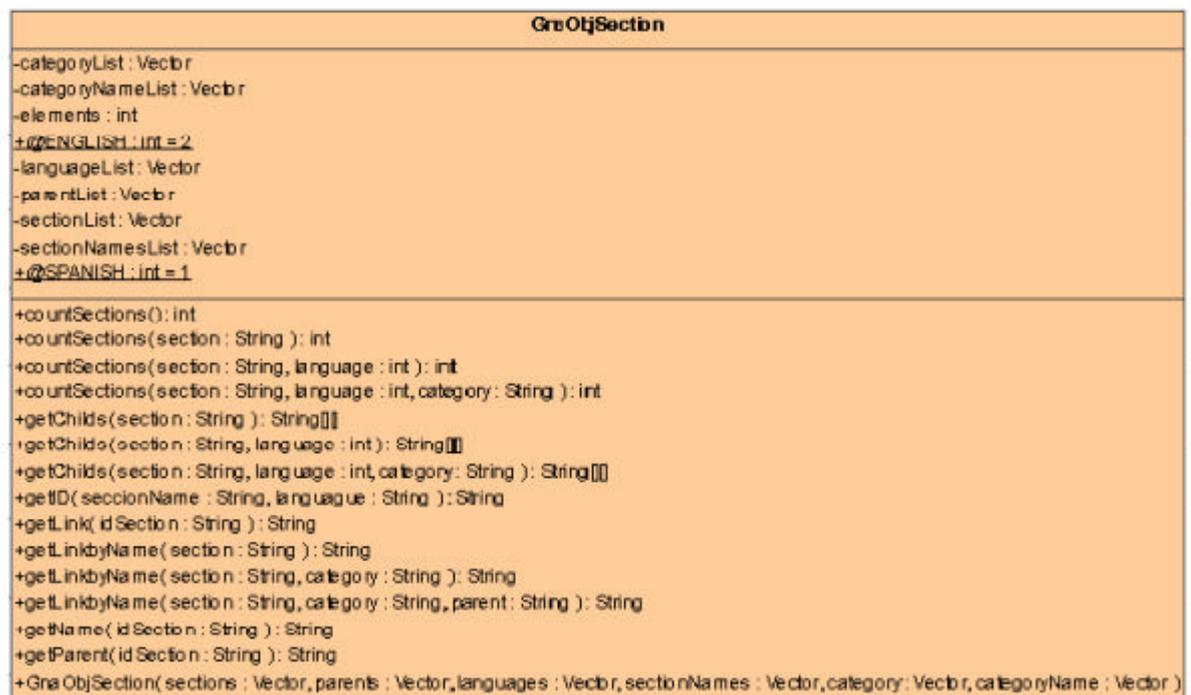 GnsObjSection
-categoryList : Vector
-categoryNameList : Vector
-elements : int
+@ENGLISH : int = 2
-languageList : Vector
-parentList : Vector
-sectionList : Vector
-sectionNamesList : Vector
+@SPANISH : int = 1
+countSections() : int
+countSections( section : String ) : int
+countSections( section : String, language : int ) : int
+countSections( section : String, language : int, category : String ) : int
+getChilds( section : String ) : String[][]
+getChilds( section : String, language : int ) : String[][]
+getChilds( section : String, language : int, category : String ) : String[][]
+getID( seccionName : String, languague : String ) : String
+getLink( idSection : String ) : String
+getLinkbyName( section : String ) : String
+getLinkbyName( section : String, category : String ) : String
+getLinkbyName( section : String, category : String, parent : String ) : String
+getName( idSection : String ) : String
+getParent( idSection : String ) : String
+GnaObjSection( sections : Vector, parents : Vector, languages : Vector, sectionNames : Vector, category : Vector, categoryName : Vector )